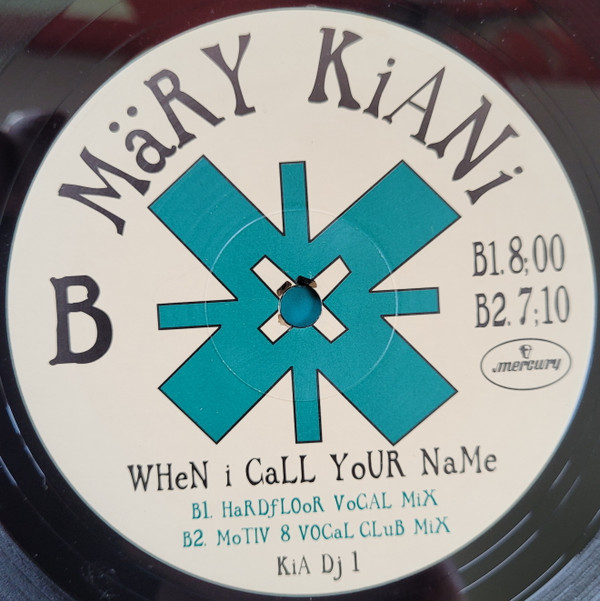 MäRY KiANi
B
B1. 8;00
B2. 7;10
mercury
WHeN i CaLL YoUR NaMe
B1. HaRDfLOoR VoCAL MiX
B2. MoTIV 8 VOCaL CLuB MiX
KiA Dj 1